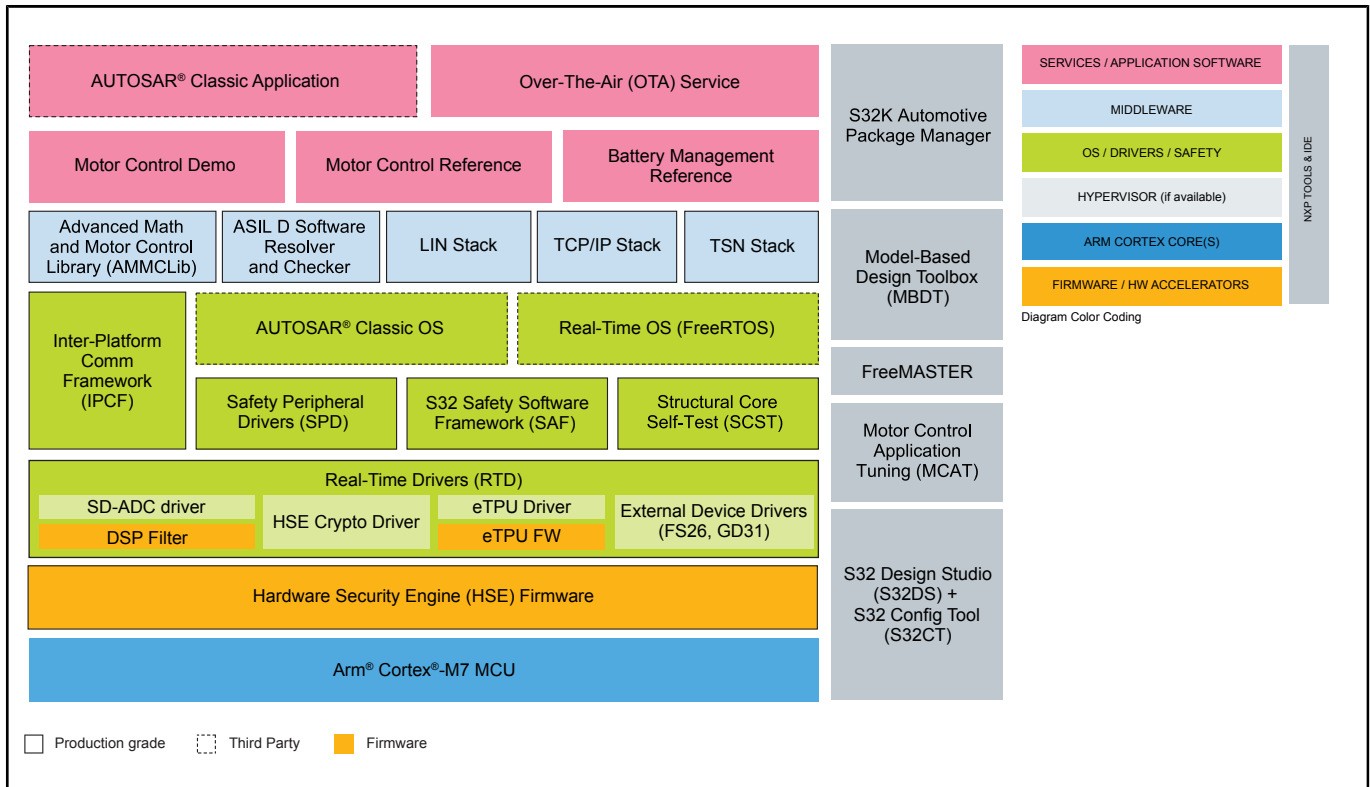 AUTOSAR® Classic Application
Over-The-Air (OTA) Service
Motor Control Demo
Motor Control Reference
Battery Management
Reference
Advanced Math
and Motor Control
Library (AMMCLib)
ASIL D Software
Resolver
and Checker
LIN Stack
TCP/IP Stack
TSN Stack
Inter-Platform
Comm
Framework
(IPCF)
AUTOSAR® Classic OS
Real-Time OS (FreeRTOS)
Safety Peripheral
Drivers (SPD)
S32 Safety Software
Framework (SAF)
Structural Core
Self-Test (SCST)
Real-Time Drivers (RTD)
SD-ADC driver
DSP Filter
HSE Crypto Driver
eTPU Driver
eTPU FW
External Device Drivers
(FS26, GD31)
Hardware Security Engine (HSE) Firmware
Arm® Cortex®-M7 MCU
S32K Automotive
Package Manager
Model-Based
Design Toolbox
(MBDT)
FreeMASTER
Motor Control
Application
Tuning (MCAT)
S32 Design Studio
(S32DS) +
S32 Config Tool
(S32CT)
SERVICES / APPLICATION SOFTWARE
MIDDLEWARE
OS / DRIVERS / SAFETY
HYPERVISOR (if available)
ARM CORTEX CORE(S)
FIRMWARE / HW ACCELERATORS
NXP TOOLS & IDE
Diagram Color Coding
Production grade
Third Party
Firmware